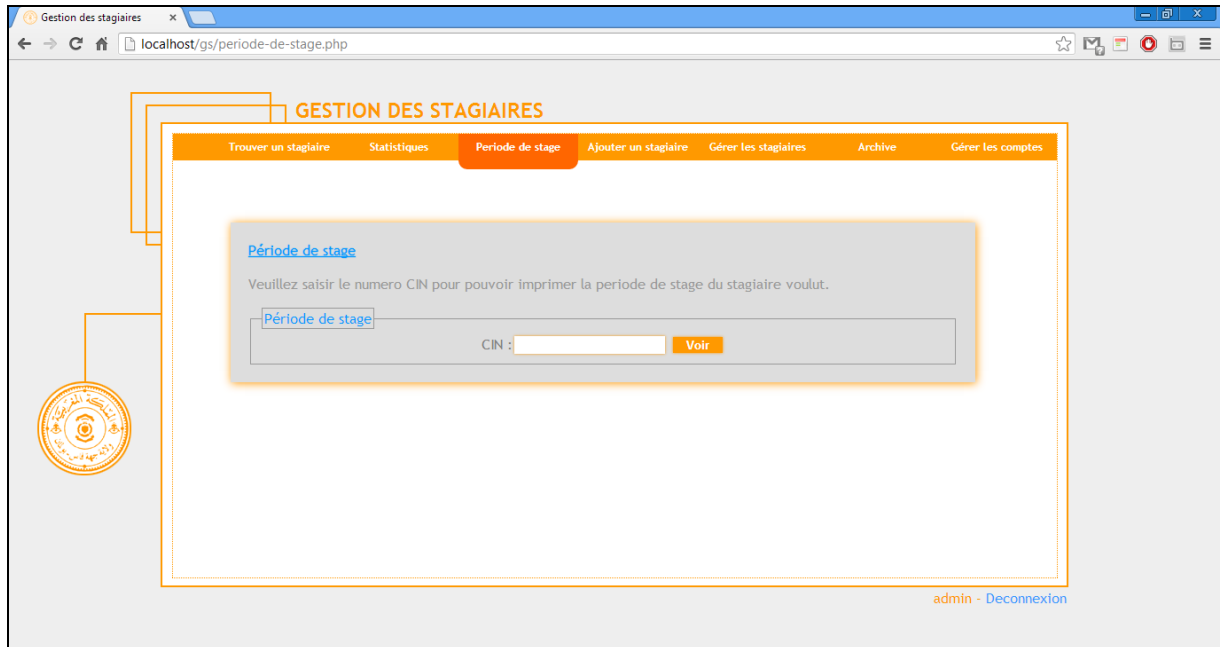 Gestion des stagiaires
localhost/gs/periode-de-stage.php
GESTION DES STAGIAIRES
Trouver un stagiaire Statistiques Periode de stage Ajouter un stagiaire Gérer les stagiaires Archive Gérer les comptes
Période de stage
Veuillez saisir le numero CIN pour pouvoir imprimer la periode de stage du stagiaire voulut.
Période de stage
CIN : Voir
المملكة المغربية
admin - Deconnexion